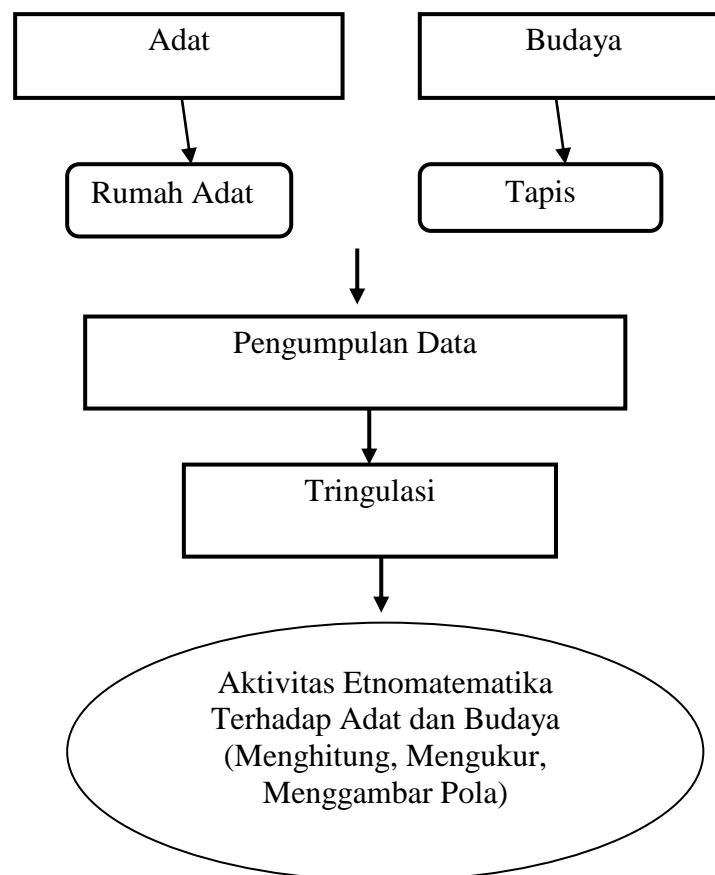 Adat
Budaya
Rumah Adat
Tapis
Pengumpulan Data
Tringulasi
Aktivitas Etnomatematika
Terhadap Adat dan Budaya
(Menghitung, Mengukur,
Menggambar Pola)